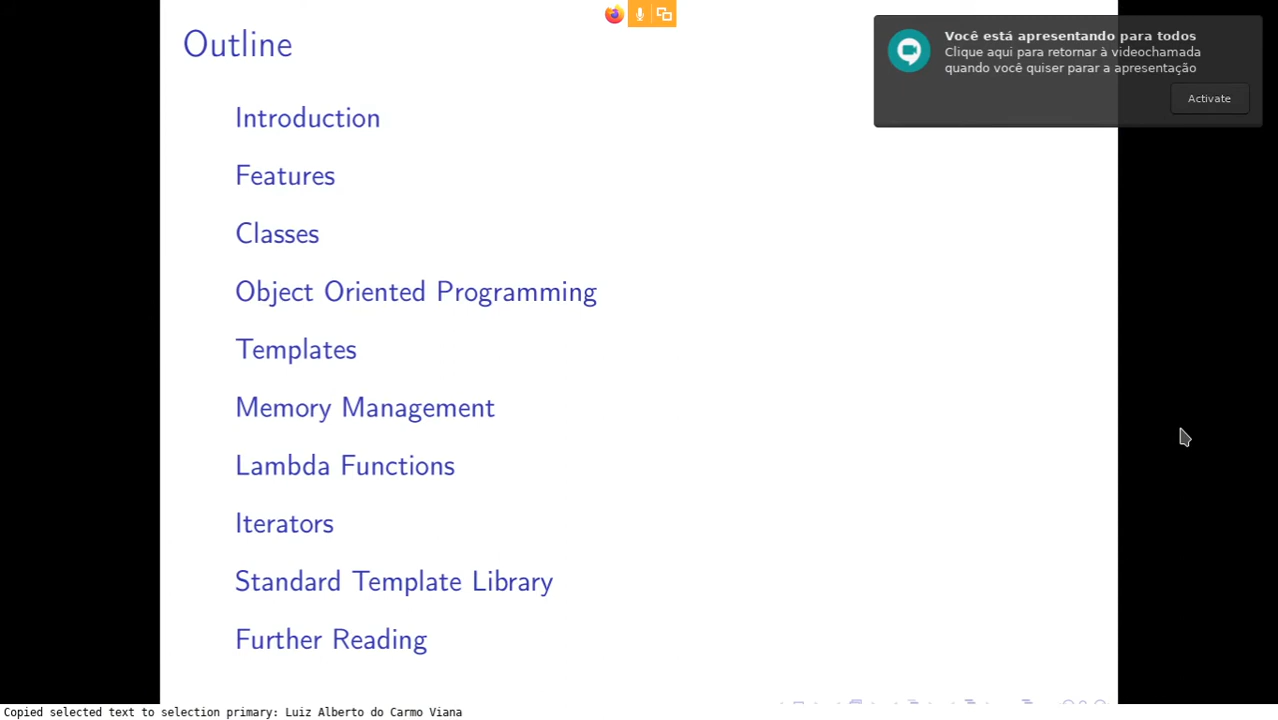 Outline
Você está apresentando para todos
Clique aqui para retornar à videochamada
quando você quiser parar a apresentação
Activate
Introduction
Features
Classes
Object Oriented Programming
Templates
Memory Management
Lambda Functions
Iterators
Standard Template Library
Further Reading
Copied selected text to selection primary: Luiz Alberto do Carmo Viana